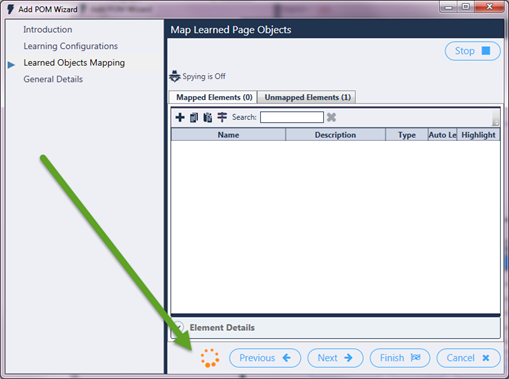 Add POM Wizard
Introduction
Learning Configurations
Learned Objects Mapping
General Details
Map Learned Page Objects
Stop
Spying is Off
Mapped Elements (0) Unmapped Elements (1)
Search:
Name Description Type Auto Le Highlight
Element Details
Previous Next Finish Cancel